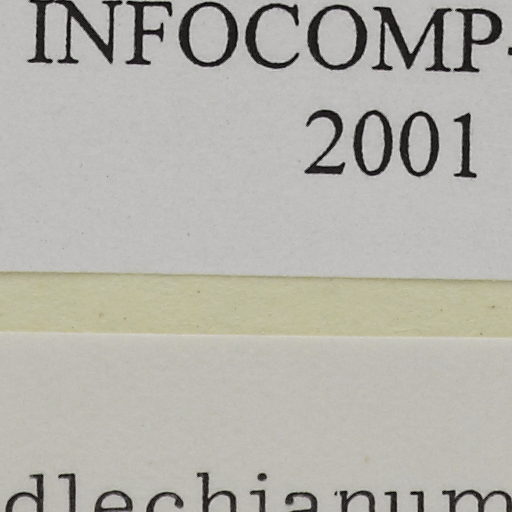 INFOCOMP-
2001
dlechianum